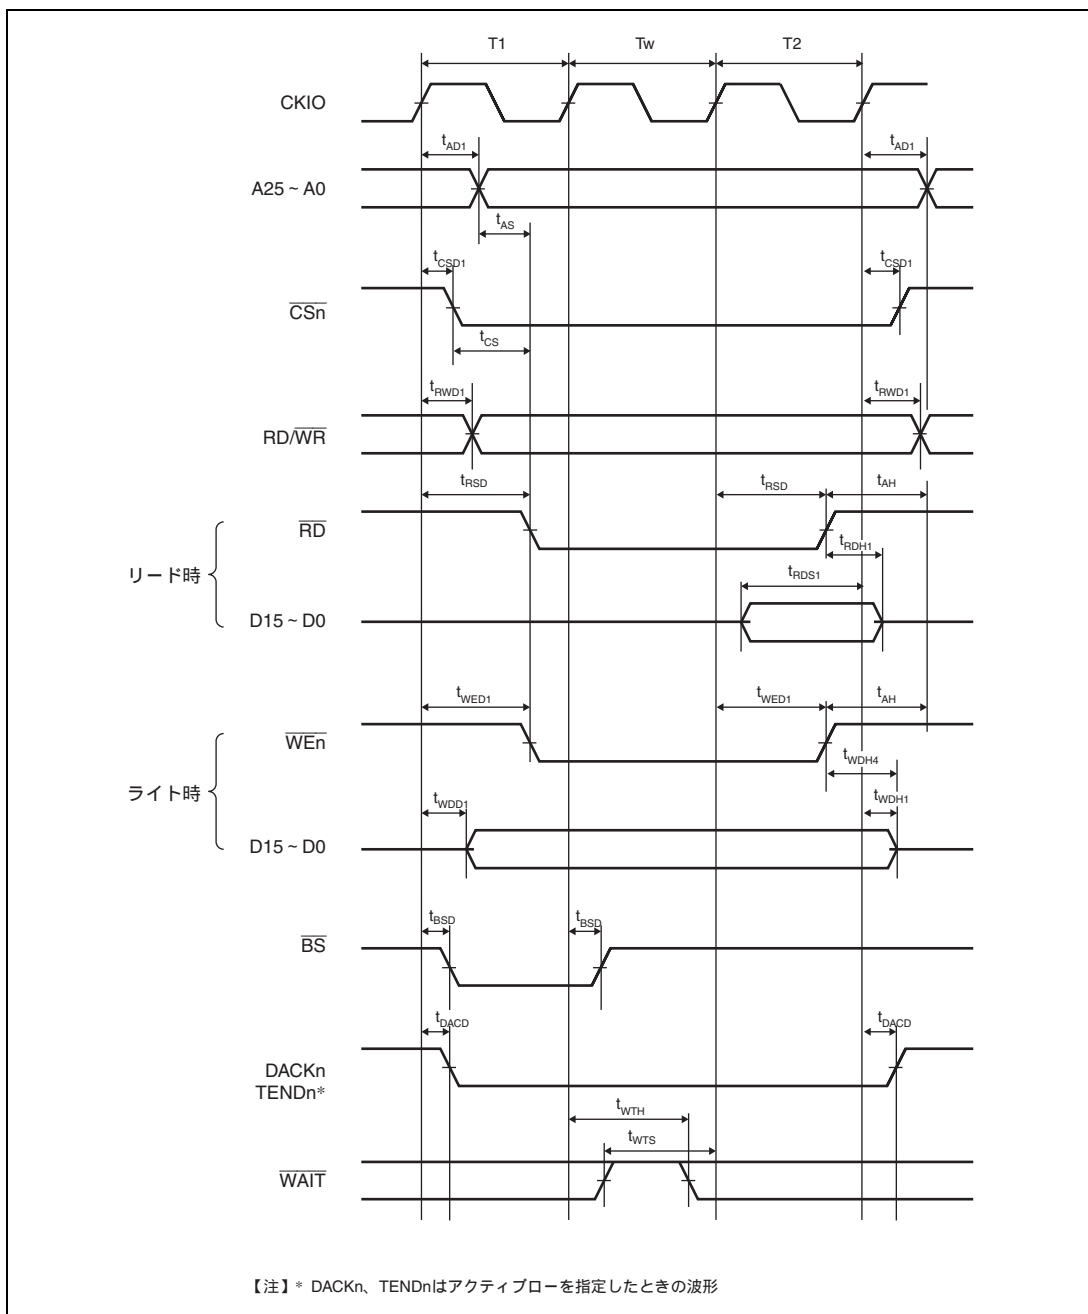 T1 Tw T2
CKIO
tAD1 tAD1
A25 ~ A0
tAS
tCSD1 tCSD1
CSn
tCS
tRWD1 tRWD1
RD/WR
tRSD tRSD tAH
RD
tRDH1
リード時
tRDS1
D15 ~ D0
tWED1 tWED1 tAH
WEn
tWDH4
ライト時
tWDD1 tWDH1
D15 ~ D0
tBSD tBSD
BS
tDACD tDACD
DACKn
TENDn*
tWTH
tWTS
WAIT
【注】* DACKn、TENDnはアクティブローを指定したときの波形